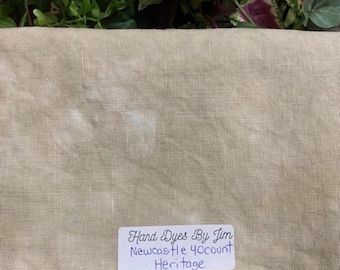 Hand Dyes By Jim
Newcastle 40count
Heritage